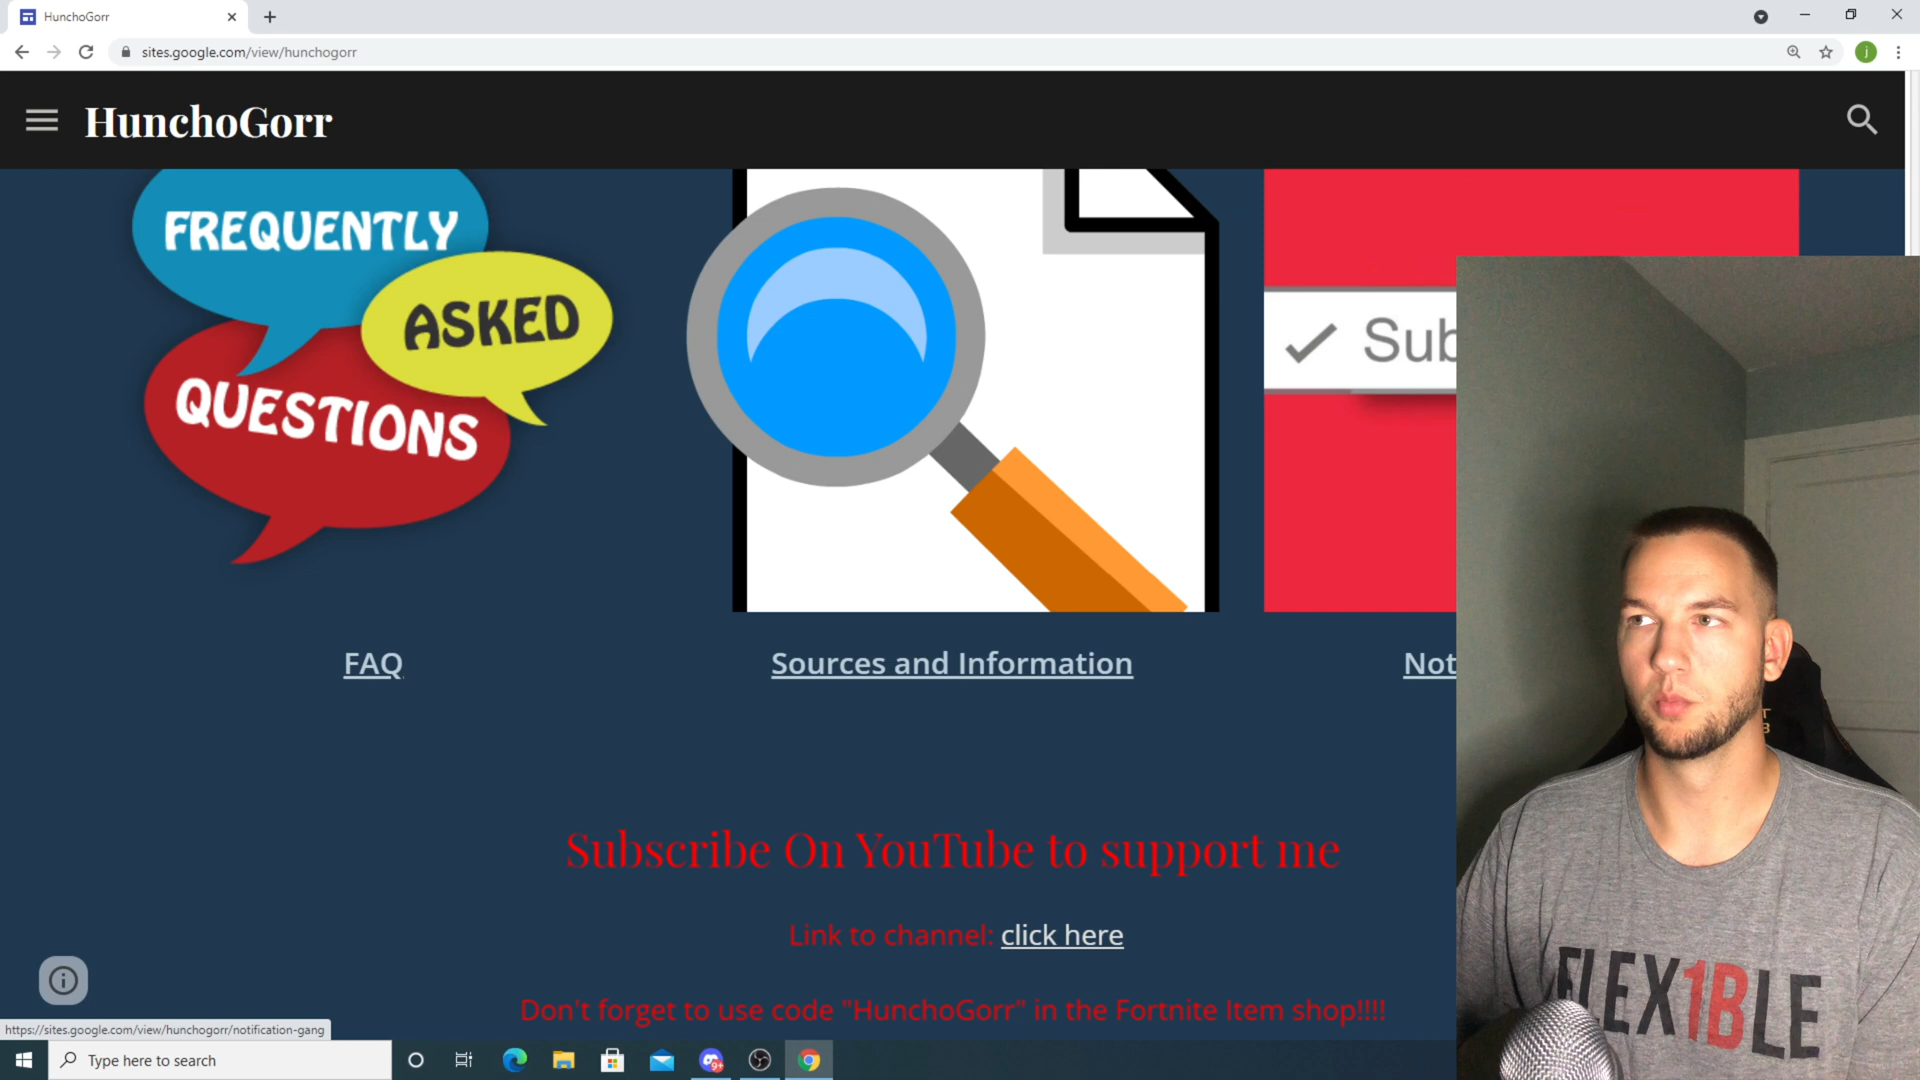 HunchoGorr
sites.google.com/view/hunchogorr
j
HunchoGorr
FREQUENTLY
ASKED
QUESTIONS
Sub
FAQ
Sources and Information
Not
Subscribe On YouTube to support me
Link to channel: click here
Don't forget to use code "HunchoGorr" in the Fortnite Item shop!!!!
FLEX1BLE
https://sites.google.com/view/hunchogorr/notification-gang
Type here to search
9+